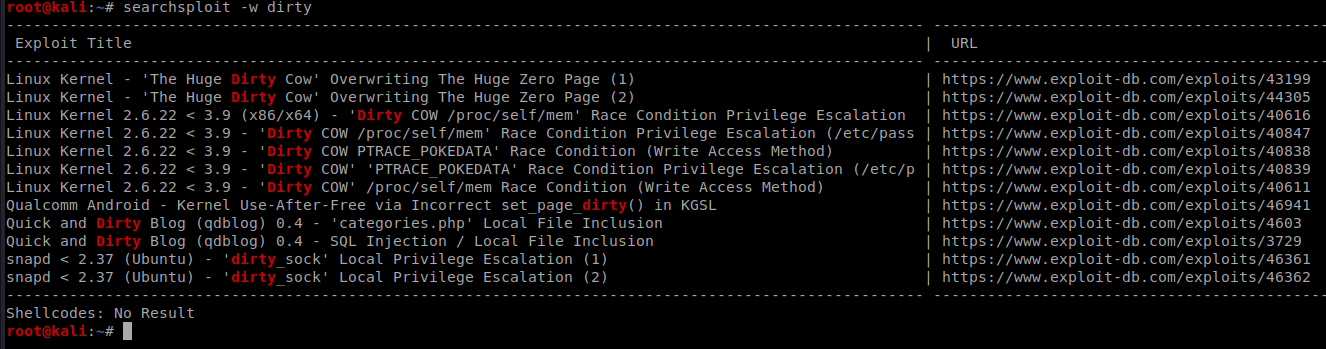 root@kali:~# searchsploit -w dirty
--------------------------------------------------------------------------------------------------- ----------------------------------------
Exploit Title | URL
--------------------------------------------------------------------------------------------------- ----------------------------------------
Linux Kernel - 'The Huge Dirty Cow' Overwriting The Huge Zero Page (1) | https://www.exploit-db.com/exploits/43199
Linux Kernel - 'The Huge Dirty Cow' Overwriting The Huge Zero Page (2) | https://www.exploit-db.com/exploits/44305
Linux Kernel 2.6.22 < 3.9 (x86/x64) - 'Dirty COW /proc/self/mem' Race Condition Privilege Escalation | https://www.exploit-db.com/exploits/40616
Linux Kernel 2.6.22 < 3.9 - 'Dirty COW /proc/self/mem' Race Condition Privilege Escalation (/etc/pass | https://www.exploit-db.com/exploits/40847
Linux Kernel 2.6.22 < 3.9 - 'Dirty COW PTRACE_POKEDATA' Race Condition (Write Access Method) | https://www.exploit-db.com/exploits/40838
Linux Kernel 2.6.22 < 3.9 - 'Dirty COW' 'PTRACE_POKEDATA' Race Condition Privilege Escalation (/etc/p | https://www.exploit-db.com/exploits/40839
Linux Kernel 2.6.22 < 3.9 - 'Dirty COW' /proc/self/mem Race Condition (Write Access Method) | https://www.exploit-db.com/exploits/40611
Qualcomm Android - Kernel Use-After-Free via Incorrect set_page_dirty() in KGSL | https://www.exploit-db.com/exploits/46941
Quick and Dirty Blog (qdblog) 0.4 - 'categories.php' Local File Inclusion | https://www.exploit-db.com/exploits/4603
Quick and Dirty Blog (qdblog) 0.4 - SQL Injection / Local File Inclusion | https://www.exploit-db.com/exploits/3729
snapd < 2.37 (Ubuntu) - 'dirty_sock' Local Privilege Escalation (1) | https://www.exploit-db.com/exploits/46361
snapd < 2.37 (Ubuntu) - 'dirty_sock' Local Privilege Escalation (2) | https://www.exploit-db.com/exploits/46362
--------------------------------------------------------------------------------------------------- ----------------------------------------
Shellcodes: No Result
root@kali:~#